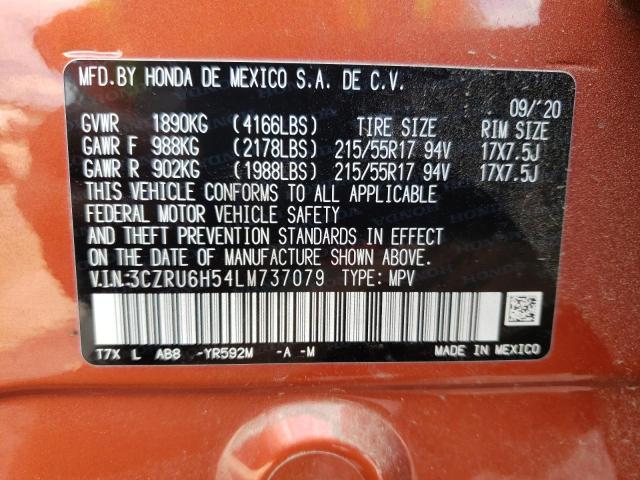 MFD.BY HONDA DE MEXICO S.A. DE C.V.
09/'20
GVWR 1890KG (4166LBS) TIRE SIZE RIM SIZE
GAWR F 988KG (2178LBS) 215/55R17 94V 17X7.5J
GAWR R 902KG (1988LBS) 215/55R17 94V 17X7.5J
THIS VEHICLE CONFORMS TO ALL APPLICABLE
FEDERAL MOTOR VEHICLE SAFETY
AND THEFT PREVENTION STANDARDS IN EFFECT
ON THE DATE OF MANUFACTURE SHOWN ABOVE.
V.I.N:3CZRU6H54LM737079 TYPE: MPV
T7X L AB8 -YR592M -A -M MADE IN MEXICO